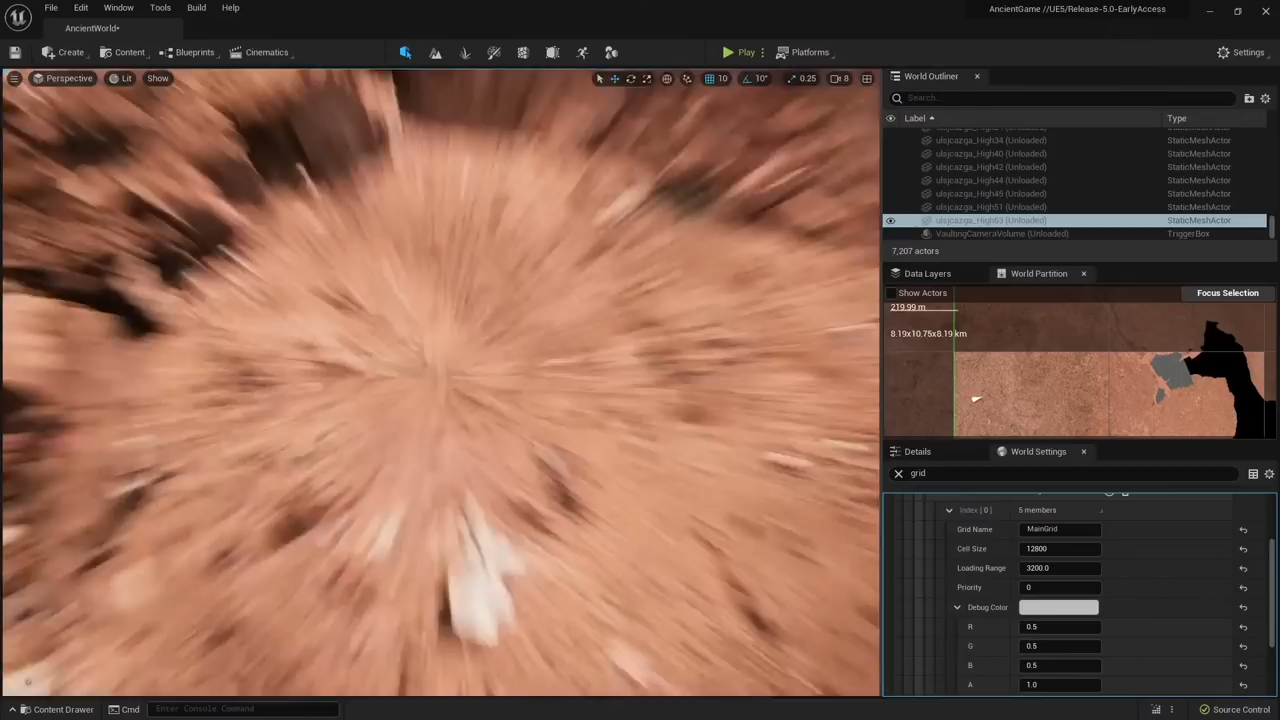 File Edit Window Tools Build Help
AncientGame //UE5/Release-5.0-EarlyAccess
AncientWorld*
Create Content Blueprints Cinematics Play Platforms Settings
Perspective Lit Show 10 10° 0.25 8
World Outliner
Search...
Label Type
ulsjcazga_High34 (Unloaded) StaticMeshActor
ulsjcazga_High40 (Unloaded) StaticMeshActor
ulsjcazga_High42 (Unloaded) StaticMeshActor
ulsjcazga_High44 (Unloaded) StaticMeshActor
ulsjcazga_High45 (Unloaded) StaticMeshActor
ulsjcazga_High51 (Unloaded) StaticMeshActor
ulsjcazga_High63 (Unloaded) StaticMeshActor
VaultingCameraVolume (Unloaded) TriggerBox
7,207 actors
Data Layers World Partition
Show Actors Focus Selection
219.99 m
8.19x10.75x8.19 km
Details World Settings
grid
Index [ 0 ] 5 members
Grid Name MainGrid
Cell Size 12800
Loading Range 3200.0
Priority 0
Debug Color
R 0.5
G 0.5
B 0.5
A 1.0
Content Drawer Cmd Enter Console Command Source Control